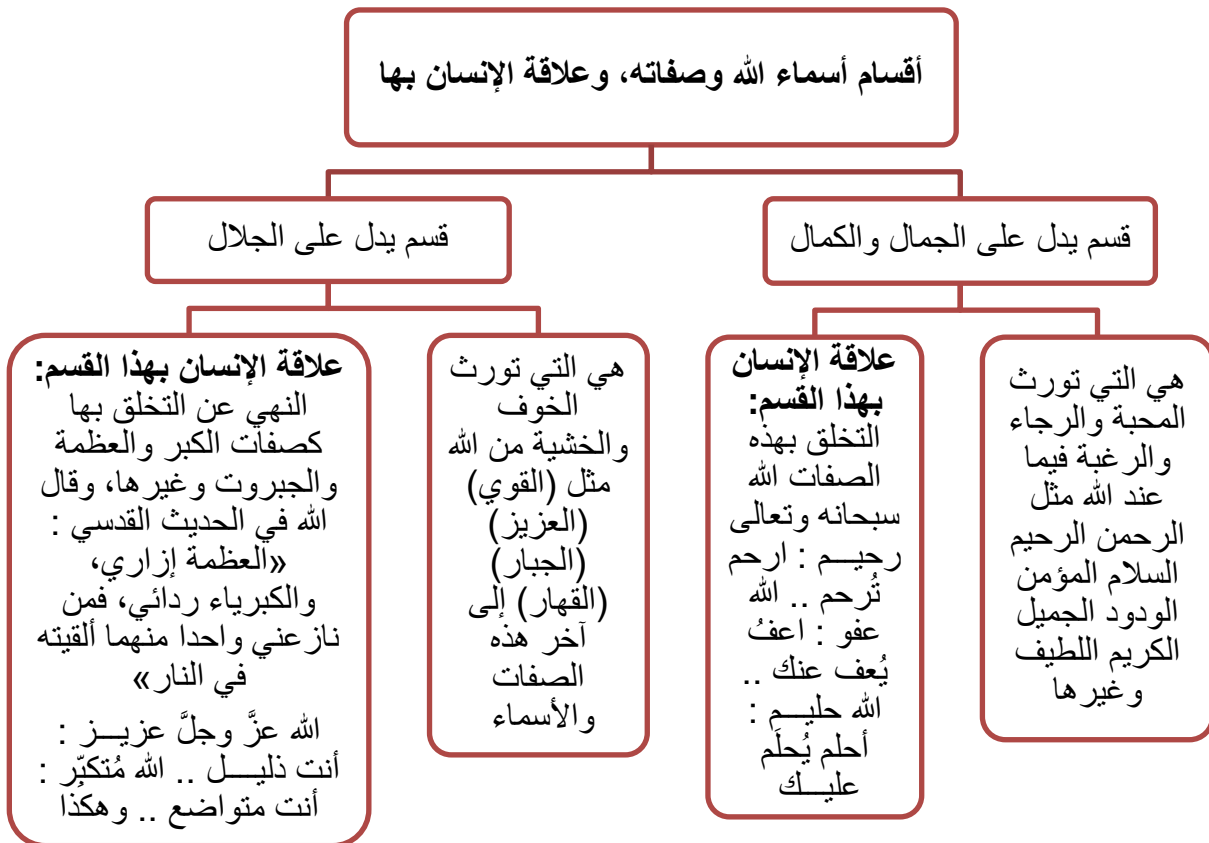 أقسام أسماء الله وصفاته، وعلاقة الإنسان بها
قسم يدل على الجمال والكمال
هي التي تورث
المحبة والرجاء
والرغبة فيما
عند الله مثل
الرحمن الرحيم
السلام المؤمن
الودود الجميل
الكريم اللطيف
وغيرها
علاقة الإنسان
بهذا القسم:
التخلق بهذه
الصفات الله
سبحانه وتعالى
رحيـــم : ارحم
تُرحم .. الله
عفو : اعفُ
يُعف عنك ..
الله حليـــم :
أحلم يُحلَم
عليـــك
قسم يدل على الجلال
هي التي تورث
الخوف
والخشية من الله
مثل (القوي)
(العزيز)
(الجبار)
(القهار) إلى
آخر هذه
الصفات
والأسماء
علاقة الإنسان بهذا القسم:
النهي عن التخلق بها
كصفات الكبر والعظمة
والجبروت وغيرها، وقال
الله في الحديث القدسي :
«العظمة إزاري،
والكبرياء ردائي، فمن
نازعني واحدا منهما ألقيته
في النار»
الله عزَّ وجلَّ عزيـــز :
أنت ذليـــل .. الله مُتكبّر :
أنت متواضع .. وهكَذا